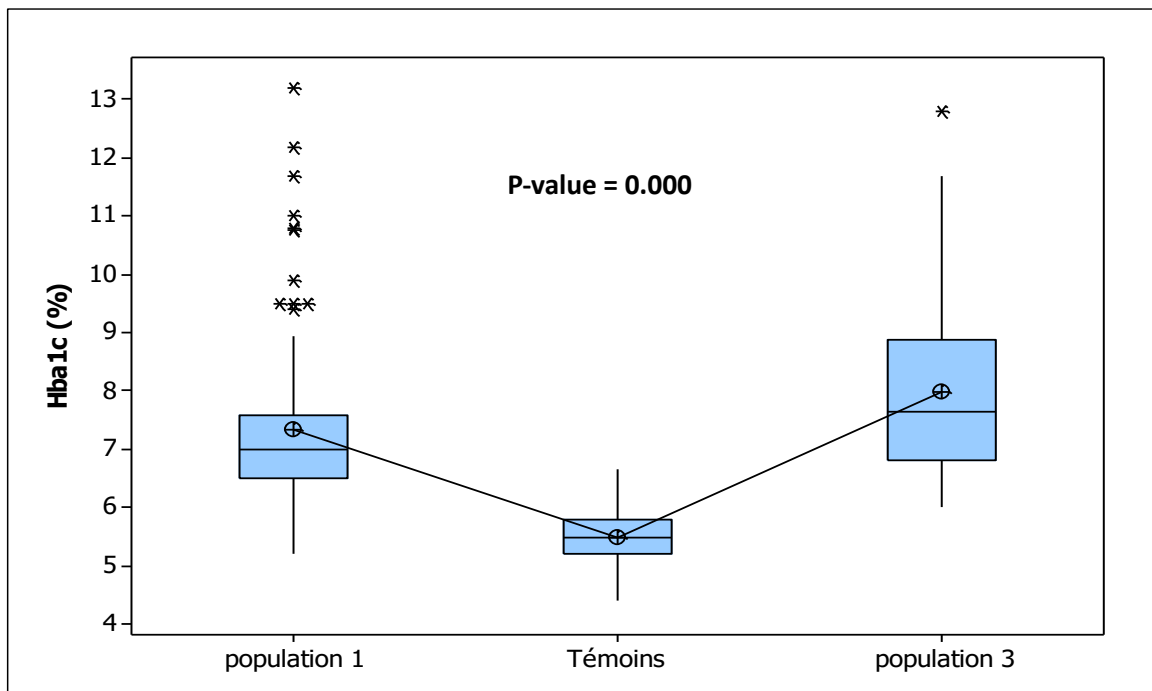 13
12
P-value = 0.000
11
10
9
8
7
6
5
4
Hba1c (%)
population 1
Témoins
population 3